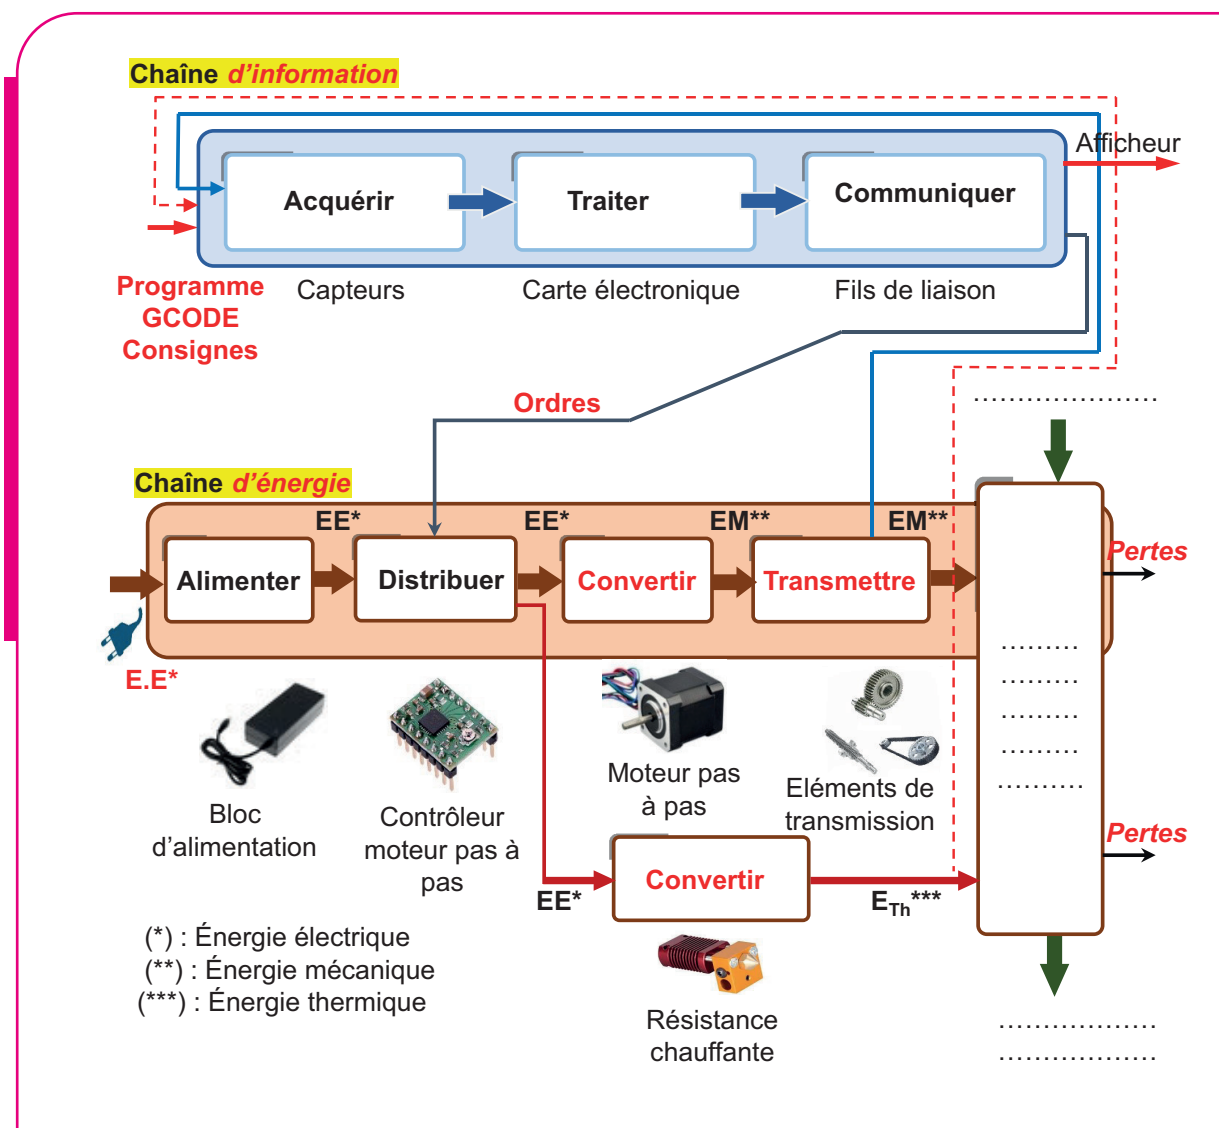 Chaîne d'information
Afficheur
Acquérir
Traiter
Communiquer
Programme
GCODE
Consignes
Capteurs
Carte électronique
Fils de liaison
Ordres
.....................
Chaîne d'énergie
EE*
EE*
EM**
EM**
Alimenter
Distribuer
Convertir
Transmettre
Pertes
E.E*
.........
.........
.........
.........
..........
Bloc
d'alimentation
Contrôleur
moteur pas à
pas
Moteur pas
à pas
Eléments de
transmission
Pertes
Convertir
EE*
ETh***
(*) : Énergie électrique
(**) : Énergie mécanique
(***) : Énergie thermique
Résistance
chauffante
..................
..................